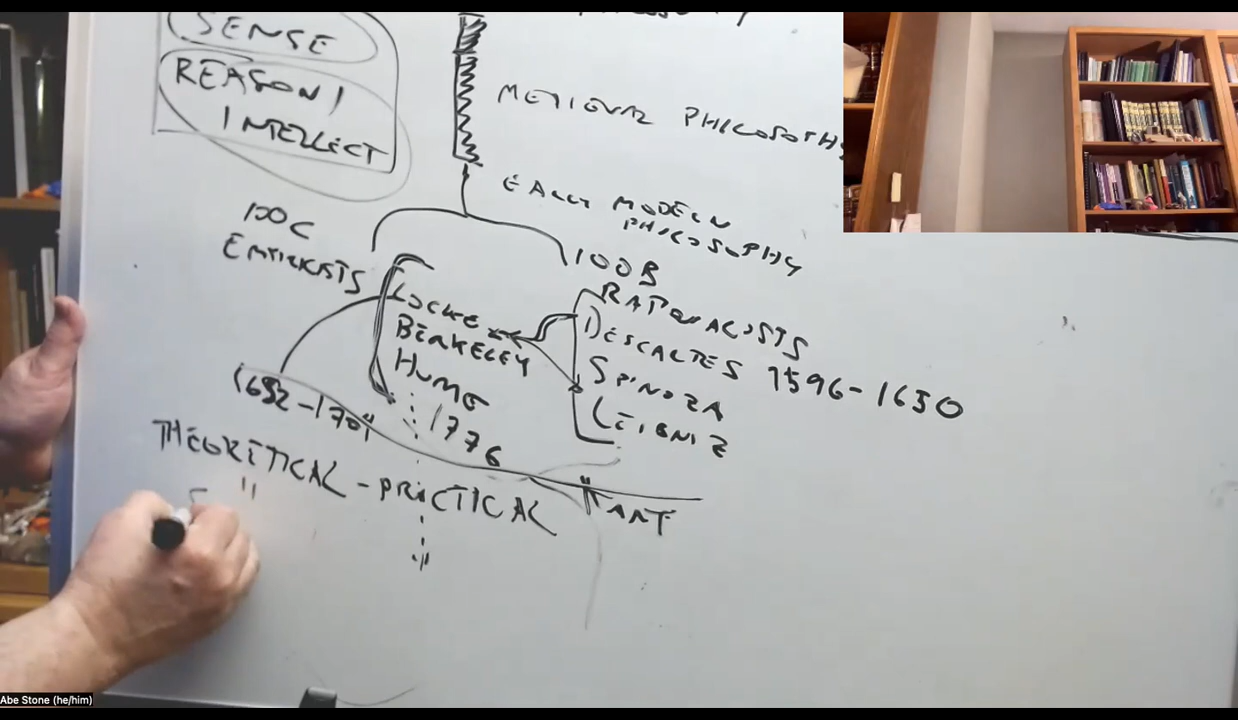 SENSE
REASON/
INTELLECT
MEDIEVAL PHILOSOPHY
EARLY MODERN
PHILOSOPHY
100C
EMPIRICISTS
100B
RATIONALISTS
LOCKE
BERKELEY
HUME
1776
DESCARTES 1596-1650
SPINOZA
LEIBNIZ
1632-1704
THEORETICAL - PRACTICAL
"
KANT
Abe Stone (he/him)